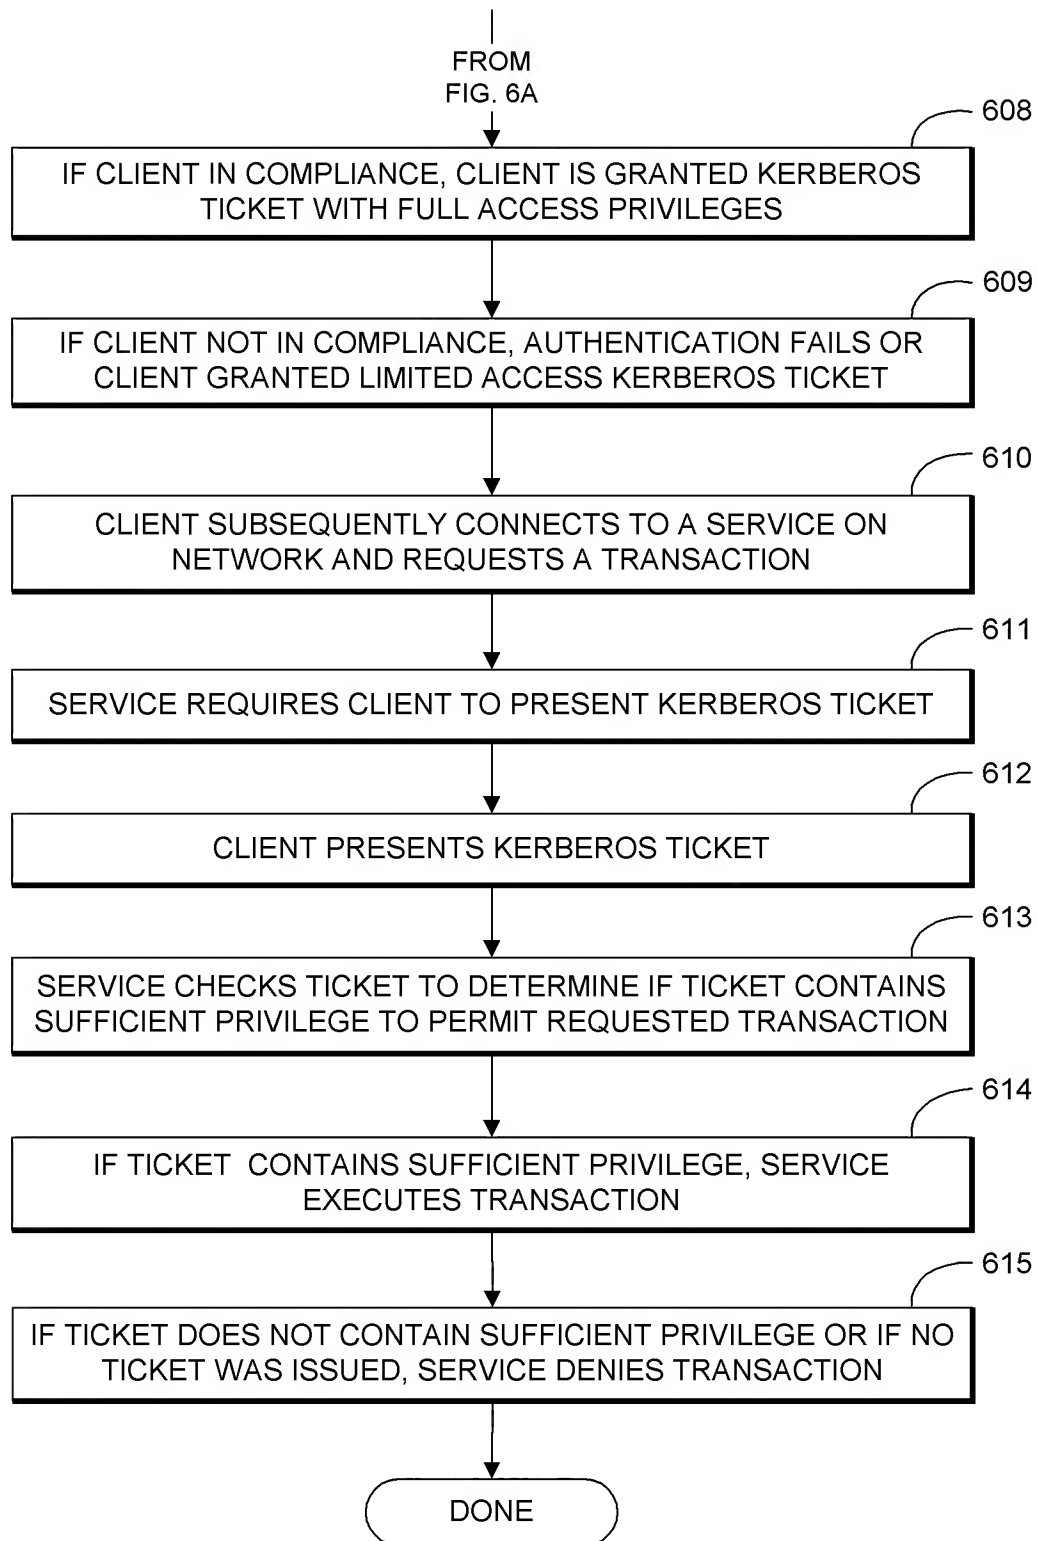 FROM
FIG. 6A
608
IF CLIENT IN COMPLIANCE, CLIENT IS GRANTED KERBEROS
TICKET WITH FULL ACCESS PRIVILEGES
609
IF CLIENT NOT IN COMPLIANCE, AUTHENTICATION FAILS OR
CLIENT GRANTED LIMITED ACCESS KERBEROS TICKET
610
CLIENT SUBSEQUENTLY CONNECTS TO A SERVICE ON
NETWORK AND REQUESTS A TRANSACTION
611
SERVICE REQUIRES CLIENT TO PRESENT KERBEROS TICKET
612
CLIENT PRESENTS KERBEROS TICKET
613
SERVICE CHECKS TICKET TO DETERMINE IF TICKET CONTAINS
SUFFICIENT PRIVILEGE TO PERMIT REQUESTED TRANSACTION
614
IF TICKET CONTAINS SUFFICIENT PRIVILEGE, SERVICE
EXECUTES TRANSACTION
615
IF TICKET DOES NOT CONTAIN SUFFICIENT PRIVILEGE OR IF NO
TICKET WAS ISSUED, SERVICE DENIES TRANSACTION
DONE